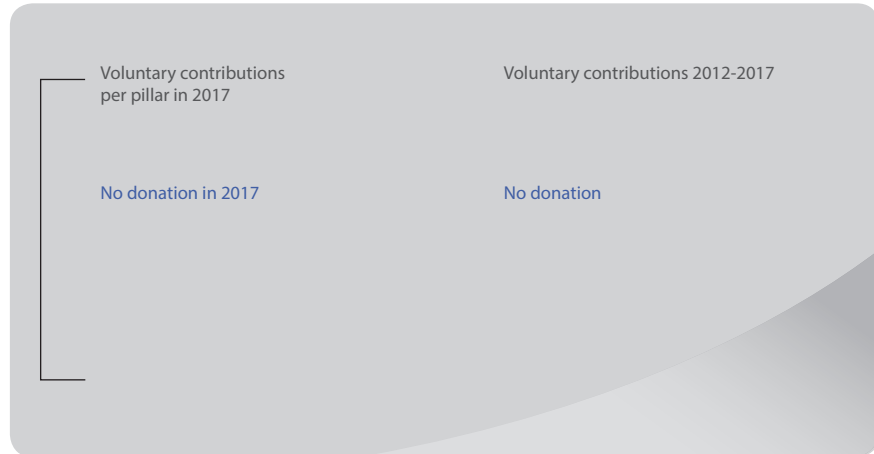 Voluntary contributions
per pillar in 2017
Voluntary contributions 2012-2017
No donation in 2017
No donation